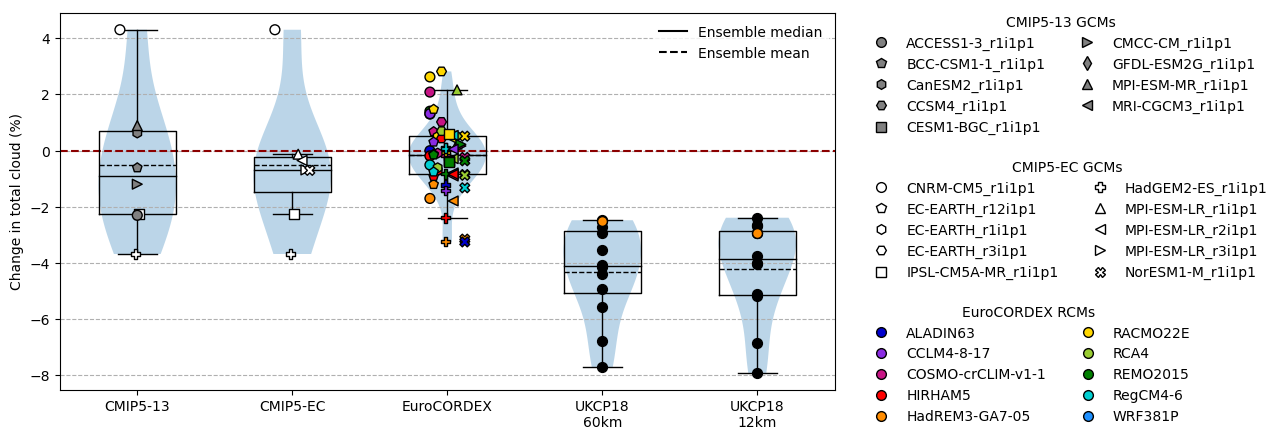 Change in total cloud (%)
4
2
0
−2
−4
−6
−8
Ensemble median
Ensemble mean
CMIP5-13
CMIP5-EC
EuroCORDEX
UKCP18
60km
UKCP18
12km
CMIP5-13 GCMs
ACCESS1-3_r1i1p1
BCC-CSM1-1_r1i1p1
CanESM2_r1i1p1
CCSM4_r1i1p1
CESM1-BGC_r1i1p1
CMCC-CM_r1i1p1
GFDL-ESM2G_r1i1p1
MPI-ESM-MR_r1i1p1
MRI-CGCM3_r1i1p1
CMIP5-EC GCMs
CNRM-CM5_r1i1p1
EC-EARTH_r12i1p1
EC-EARTH_r1i1p1
EC-EARTH_r3i1p1
IPSL-CM5A-MR_r1i1p1
HadGEM2-ES_r1i1p1
MPI-ESM-LR_r1i1p1
MPI-ESM-LR_r2i1p1
MPI-ESM-LR_r3i1p1
NorESM1-M_r1i1p1
EuroCORDEX RCMs
ALADIN63
CCLM4-8-17
COSMO-crCLIM-v1-1
HIRHAM5
HadREM3-GA7-05
RACMO22E
RCA4
REMO2015
RegCM4-6
WRF381P